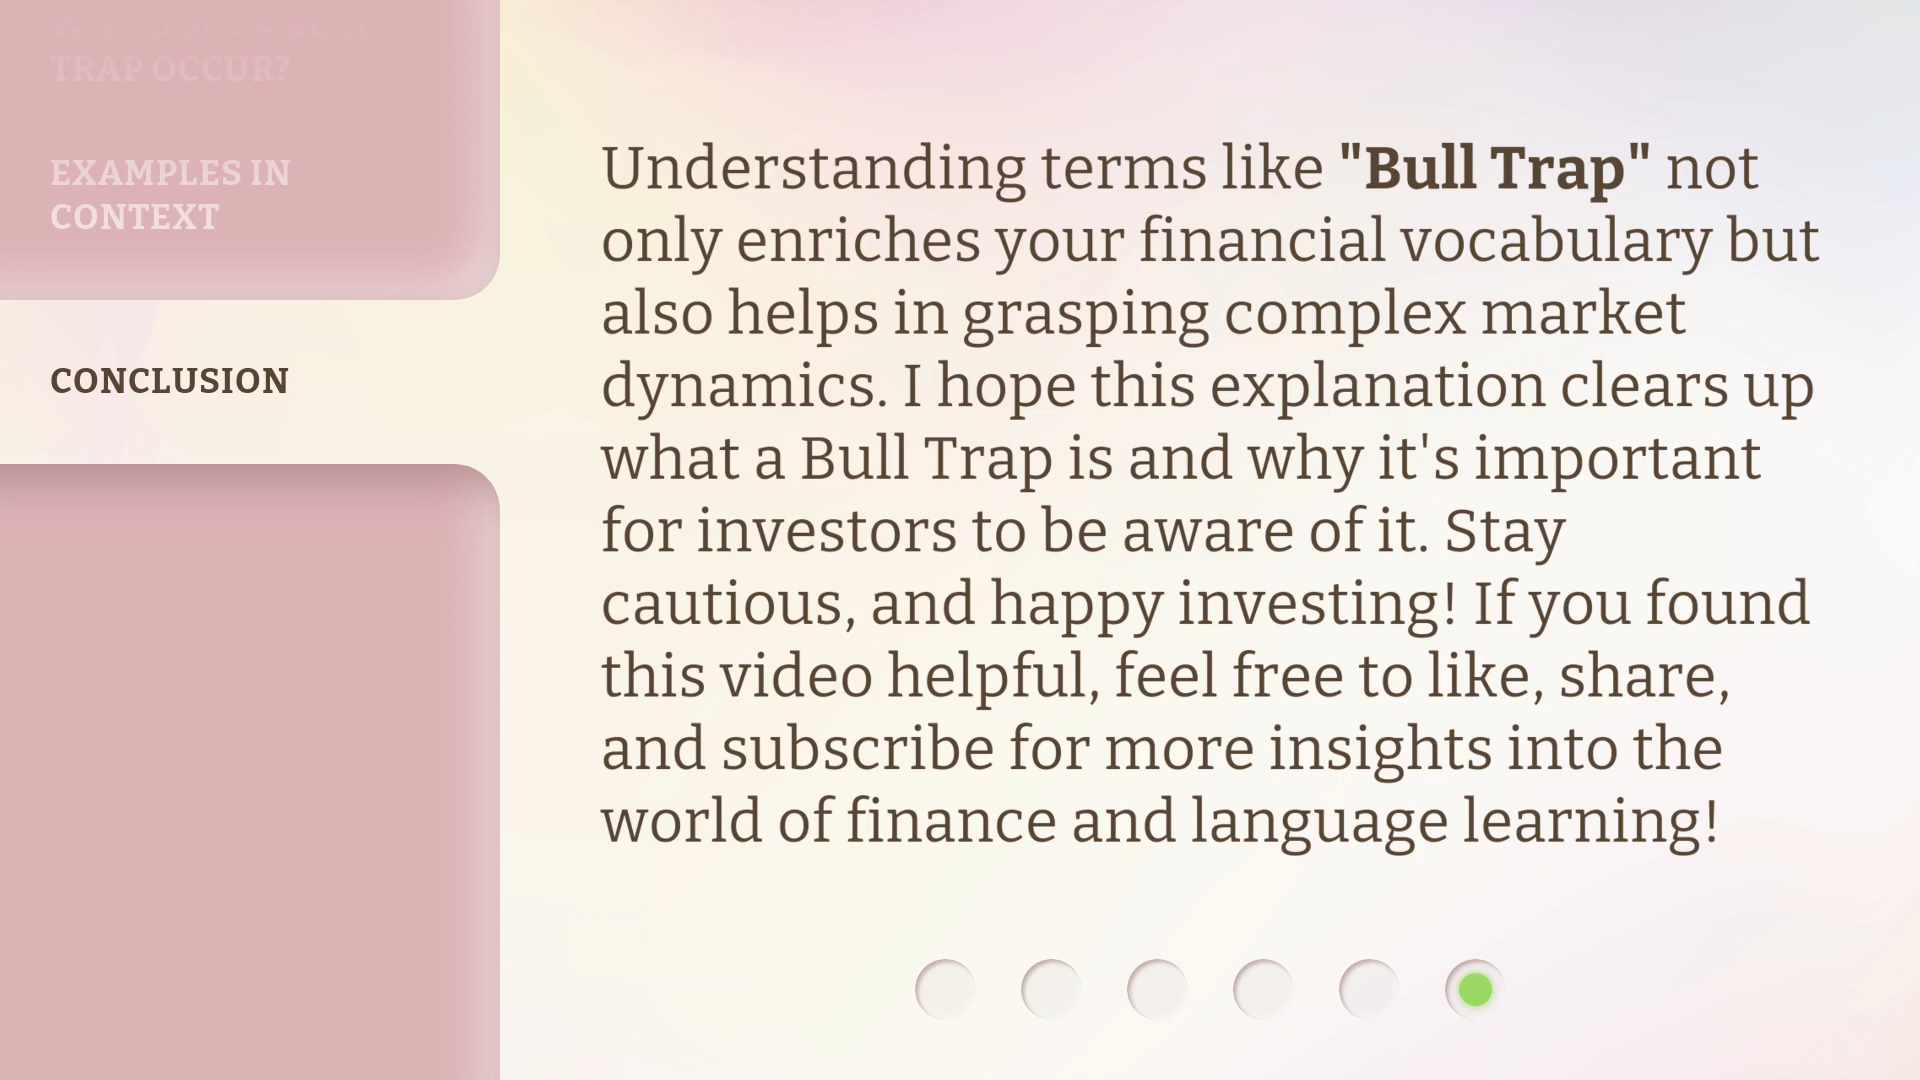 WHY DOES A BULL
TRAP OCCUR?
EXAMPLES IN
CONTEXT
CONCLUSION
Understanding terms like "Bull Trap" not
only enriches your financial vocabulary but
also helps in grasping complex market
dynamics. I hope this explanation clears up
what a Bull Trap is and why it's important
for investors to be aware of it. Stay
cautious, and happy investing! If you found
this video helpful, feel free to like, share,
and subscribe for more insights into the
world of finance and language learning!